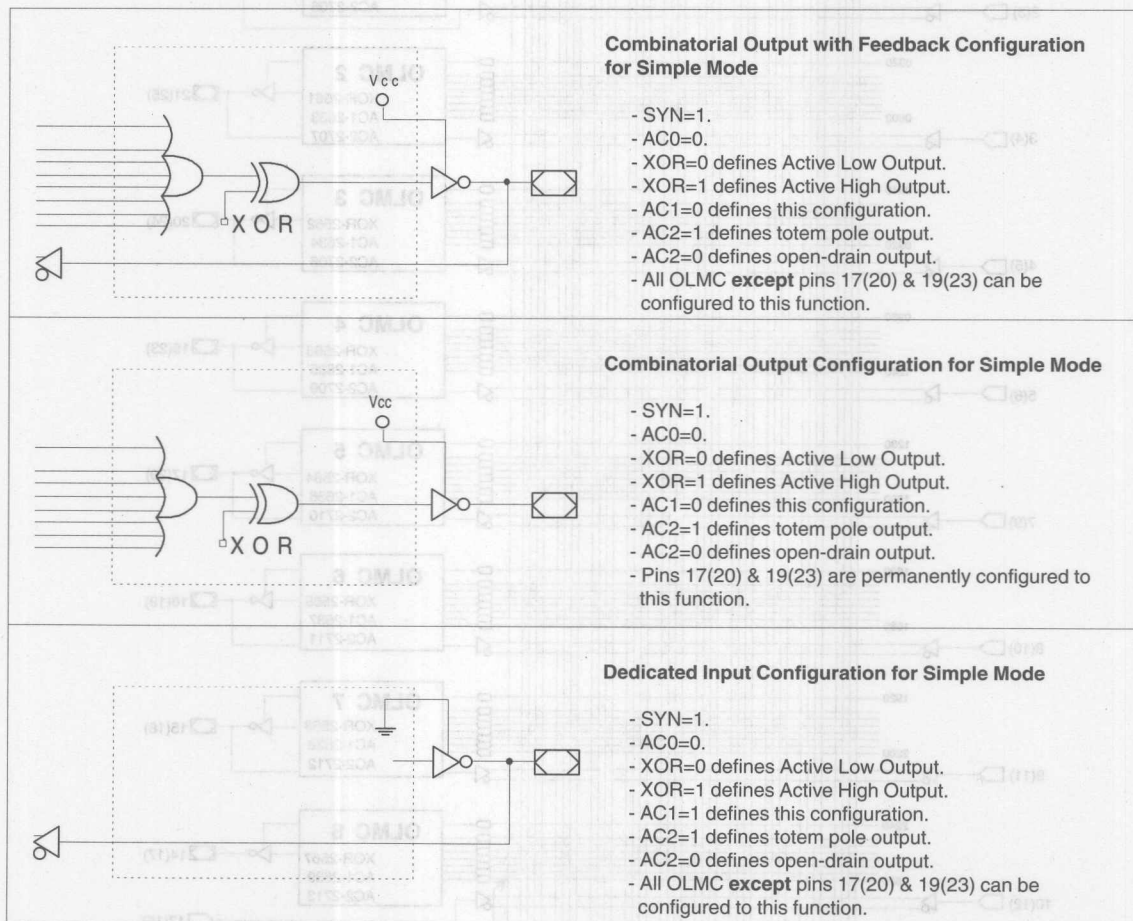 Combinatorial Output with Feedback Configuration
for Simple Mode
Vcc
- SYN=1.
- AC0=0.
- XOR=0 defines Active Low Output.
- XOR=1 defines Active High Output.
- AC1=0 defines this configuration.
- AC2=1 defines totem pole output.
- AC2=0 defines open-drain output.
- All OLMC except pins 17(20) & 19(23) can be
configured to this function.
XOR
Combinatorial Output Configuration for Simple Mode
Vcc
- SYN=1.
- AC0=0.
- XOR=0 defines Active Low Output.
- XOR=1 defines Active High Output.
- AC1=0 defines this configuration.
- AC2=1 defines totem pole output.
- AC2=0 defines open-drain output.
- Pins 17(20) & 19(23) are permanently configured to
this function.
XOR
Dedicated Input Configuration for Simple Mode
- SYN=1.
- AC0=0.
- XOR=0 defines Active Low Output.
- XOR=1 defines Active High Output.
- AC1=1 defines this configuration.
- AC2=1 defines totem pole output.
- AC2=0 defines open-drain output.
- All OLMC except pins 17(20) & 19(23) can be
configured to this function.